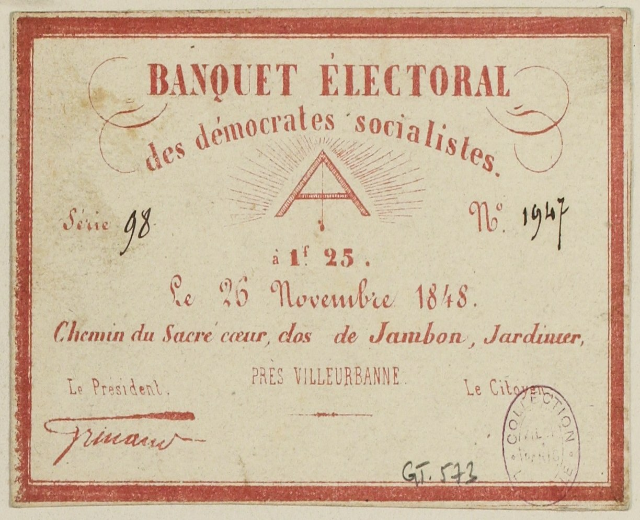 BANQUET ÉLECTORAL
des démocrates socialistes.
Série 98
N° 1947
à 1f 25.
Le 26 Novembre 1848.
Chemin du Sacré cœur, clos de Jambon, Jardinier,
PRÈS VILLEURBANNE.
Le President.
Le Citoyen
GI. 573
COLLECTION